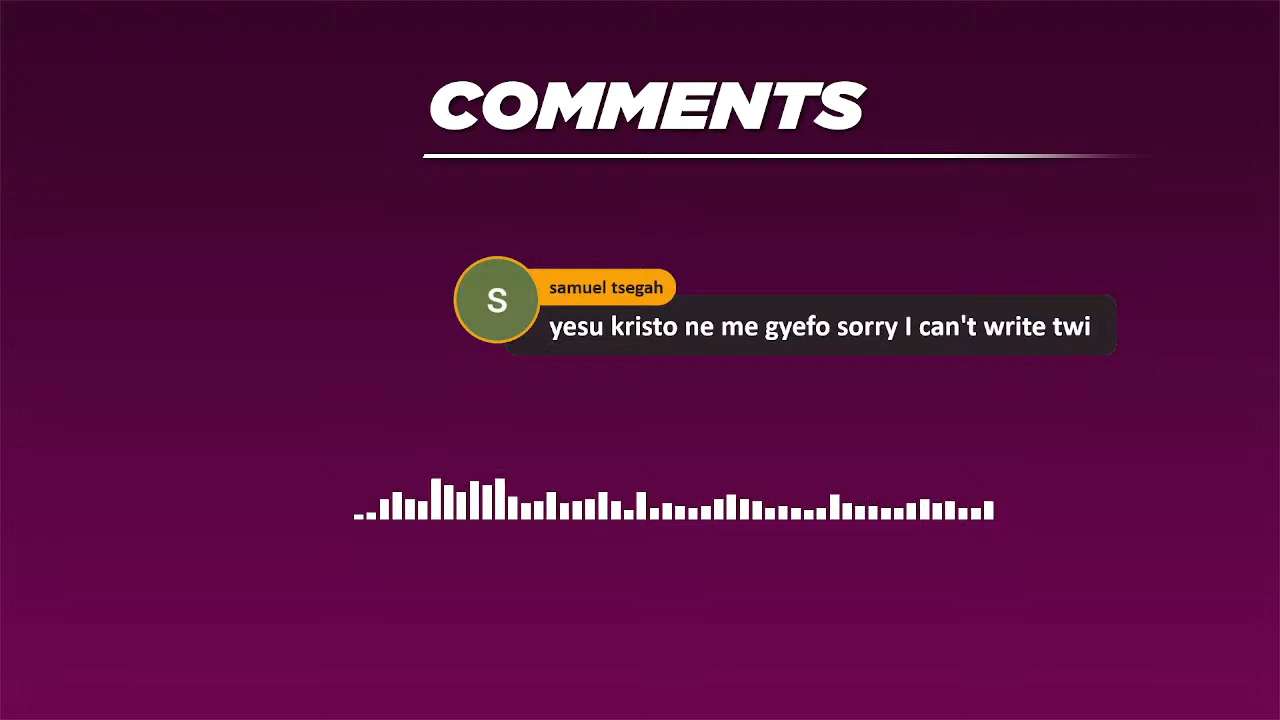 COMMENTS
S
samuel tsegah
yesu kristo ne me gyefo sorry I can't write twi